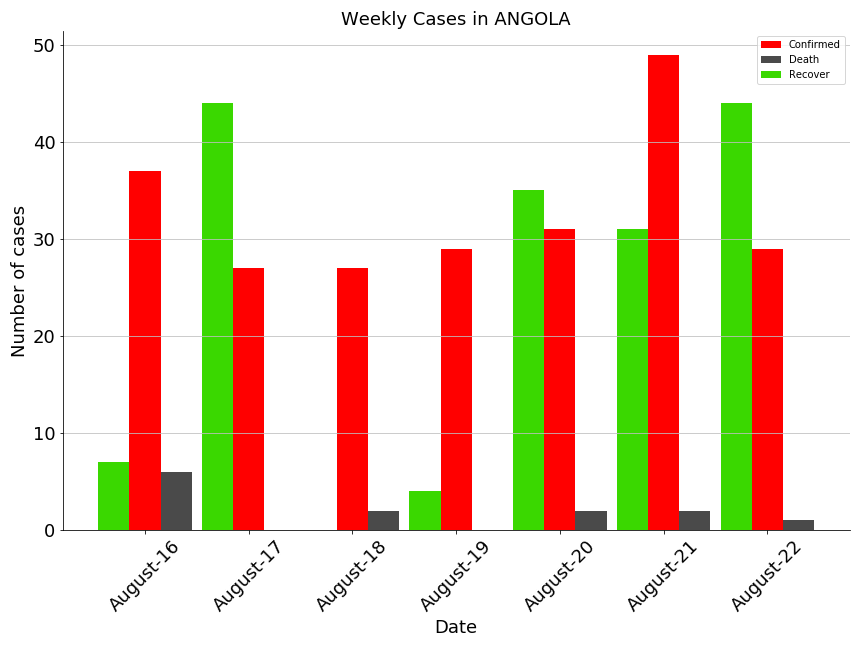 Weekly Cases in ANGOLA
Confirmed
Death
Recover
Number of cases
50
40
30
20
10
0
August-16
August-17
August-18
August-19
August-20
August-21
August-22
Date